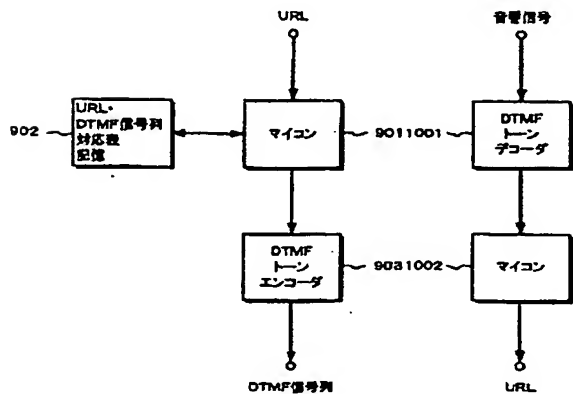 URL
音響信号
URL・
DTMF信号列
対応表
記憶
902
マイコン
9011001
DTMF
トーン
デコーダ
DTMF
トーン
エンコーダ
9031002
マイコン
DTMF信号列
URL